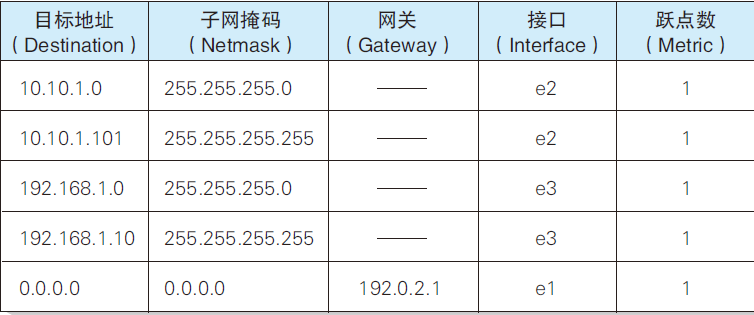 目标地址 子网掩码 网关 接口 跃点数
（Destination） （Netmask） （Gateway） （Interface） （Metric）
10.10.1.0 255.255.255.0 —— e2 1
10.10.1.101 255.255.255.255 —— e2 1
192.168.1.0 255.255.255.0 —— e3 1
192.168.1.10 255.255.255.255 —— e3 1
0.0.0.0 0.0.0.0 192.0.2.1 e1 1